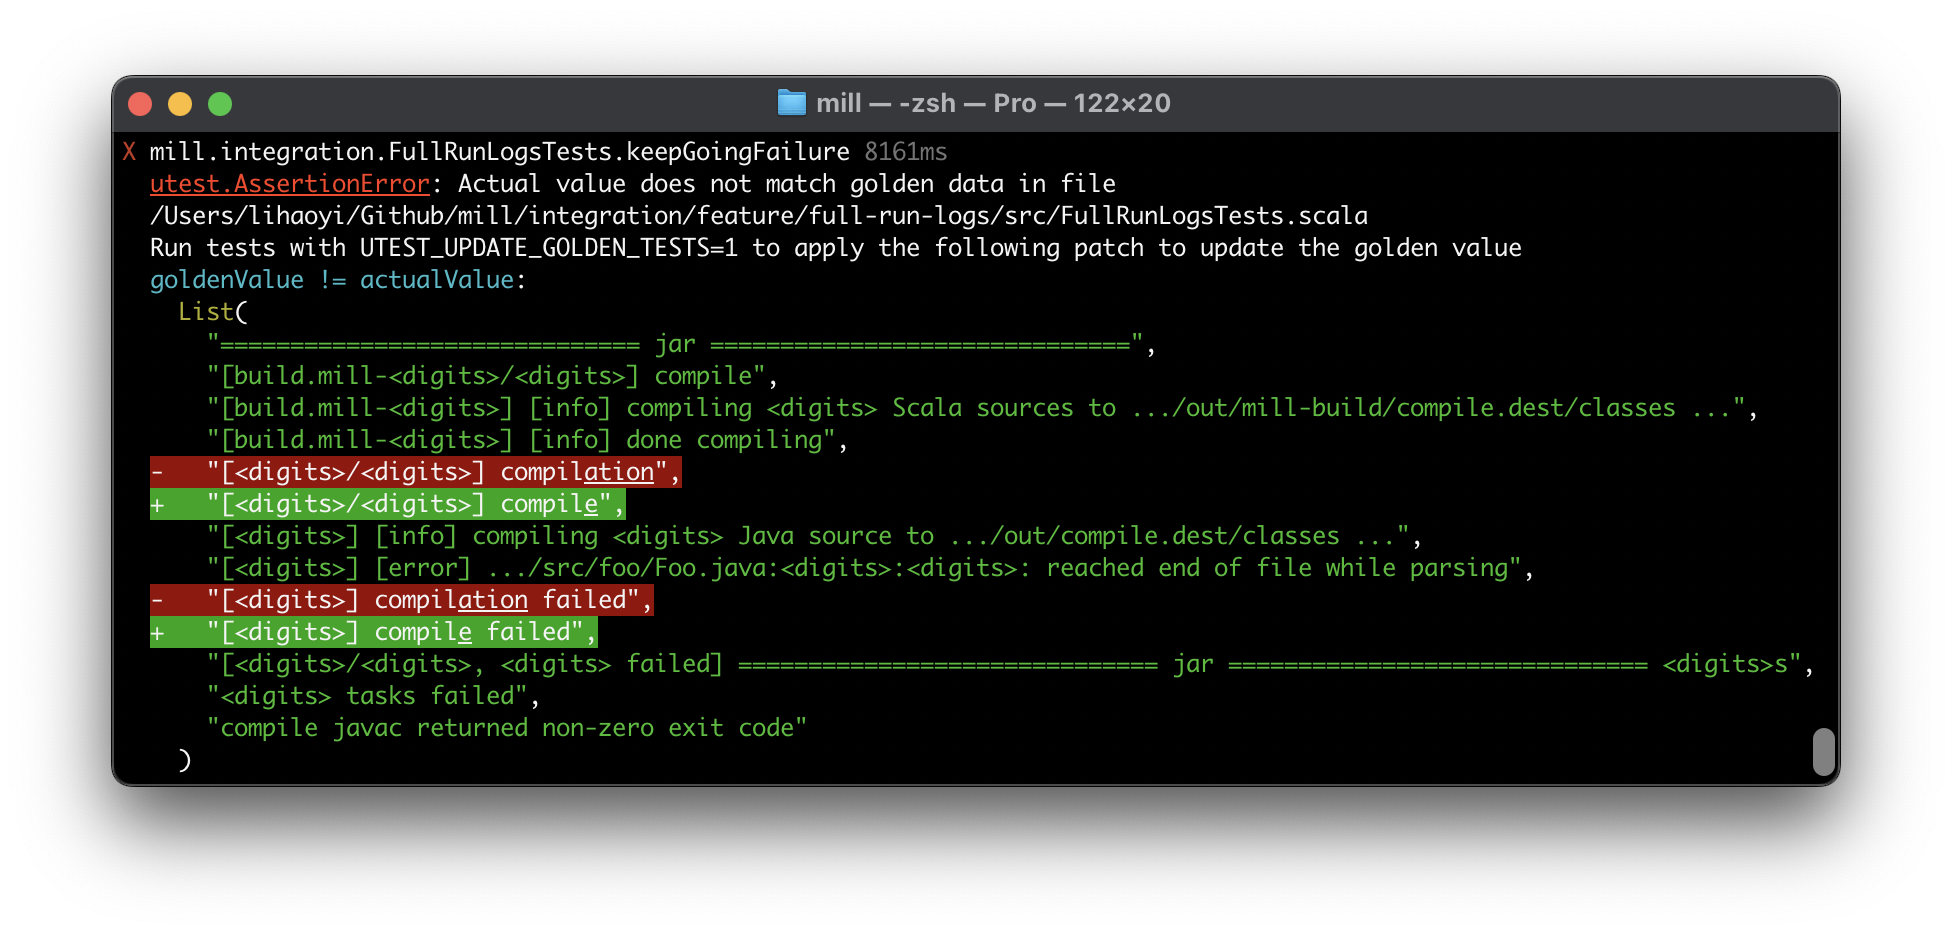 mill — -zsh — Pro — 122×20
X mill.integration.FullRunLogsTests.keepGoingFailure 8161ms
utest.AssertionError: Actual value does not match golden data in file
/Users/lihaoyi/Github/mill/integration/feature/full-run-logs/src/FullRunLogsTests.scala
Run tests with UTEST_UPDATE_GOLDEN_TESTS=1 to apply the following patch to update the golden value
goldenValue != actualValue:
  List(
    "============================== jar ==============================",
    "[build.mill-<digits>/<digits>] compile",
    "[build.mill-<digits>] [info] compiling <digits> Scala sources to .../out/mill-build/compile.dest/classes ...",
    "[build.mill-<digits>] [info] done compiling",
-   "[<digits>/<digits>] compilation",
+   "[<digits>/<digits>] compile",
    "[<digits>] [info] compiling <digits> Java source to .../out/compile.dest/classes ...",
    "[<digits>] [error] .../src/foo/Foo.java:<digits>:<digits>: reached end of file while parsing",
-   "[<digits>] compilation failed",
+   "[<digits>] compile failed",
    "[<digits>/<digits>, <digits> failed] ============================== jar ============================== <digits>s",
    "<digits> tasks failed",
    "compile javac returned non-zero exit code"
  )